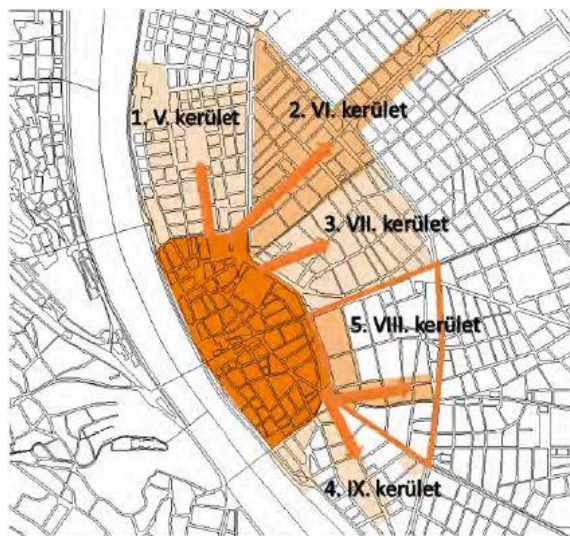 1. V. kerület
2. VI. kerület
3. VII. kerület
5. VIII. kerület
4. IX. kerület